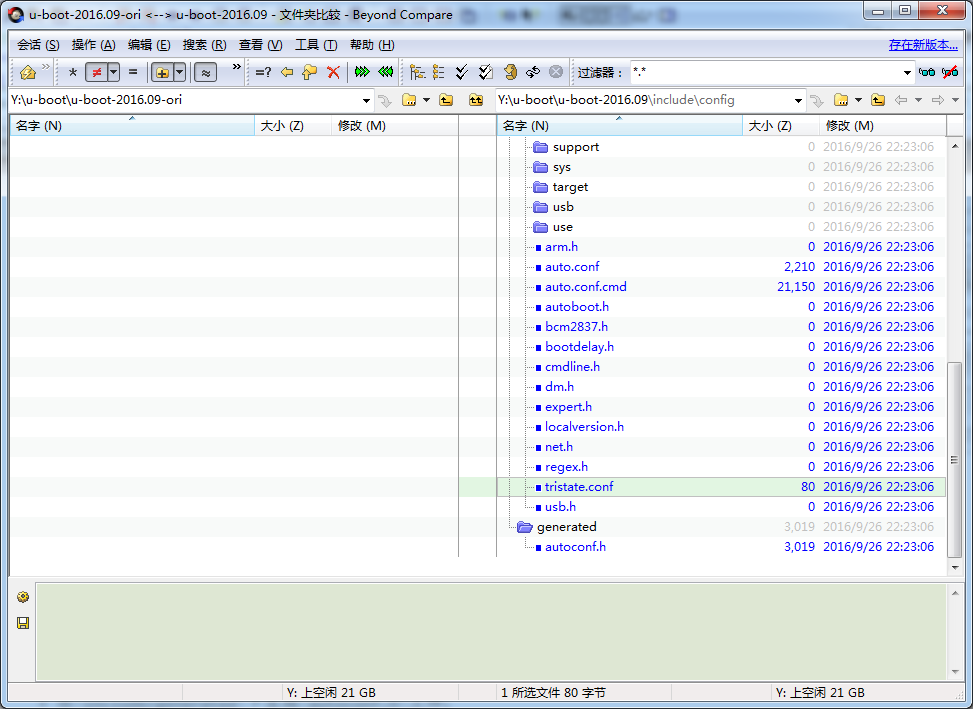 u-boot-2016.09-ori <--> u-boot-2016.09 - 文件夹比较 - Beyond Compare
会话 (S) 操作 (A) 编辑 (E) 搜索 (R) 查看 (V) 工具 (T) 帮助 (H) 存在新版本...
* ≠ = ≈ » =? 过滤器： *.*
Y:\u-boot\u-boot-2016.09-ori Y:\u-boot\u-boot-2016.09\include\config
名字 (N) 大小 (Z) 修改 (M) 名字 (N) 大小 (Z) 修改 (M)
support 0 2016/9/26 22:23:06
sys 0 2016/9/26 22:23:06
target 0 2016/9/26 22:23:06
usb 0 2016/9/26 22:23:06
use 0 2016/9/26 22:23:06
arm.h 0 2016/9/26 22:23:06
auto.conf 2,210 2016/9/26 22:23:06
auto.conf.cmd 21,150 2016/9/26 22:23:06
autoboot.h 0 2016/9/26 22:23:06
bcm2837.h 0 2016/9/26 22:23:06
bootdelay.h 0 2016/9/26 22:23:06
cmdline.h 0 2016/9/26 22:23:06
dm.h 0 2016/9/26 22:23:06
expert.h 0 2016/9/26 22:23:06
localversion.h 0 2016/9/26 22:23:06
net.h 0 2016/9/26 22:23:06
regex.h 0 2016/9/26 22:23:06
tristate.conf 80 2016/9/26 22:23:06
usb.h 0 2016/9/26 22:23:06
generated 3,019 2016/9/26 22:23:06
autoconf.h 3,019 2016/9/26 22:23:06
Y: 上空闲 21 GB 1 所选文件 80 字节 Y: 上空闲 21 GB